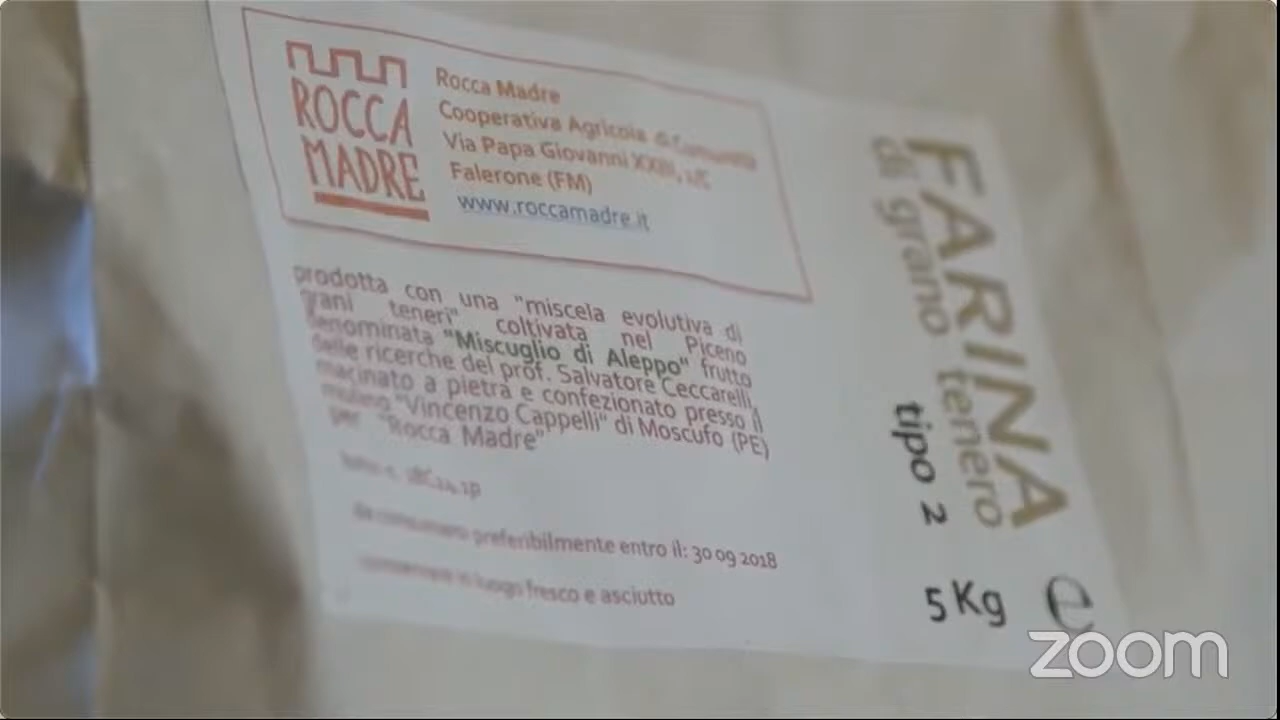 ROCCA
MADRE
Rocca Madre
Cooperativa Agricola di Comunità
Via Papa Giovanni XXIII,
Falerone (FM)
www.roccamadre.it
prodotta con una "miscela evolutiva di
grani teneri" coltivata nel Piceno
denominata "Miscuglio di Aleppo" frutto
delle ricerche del prof. Salvatore Ceccarelli,
macinato a pietra e confezionato presso il
mulino "Vincenzo Cappelli" di Moscufo (PE)
per "Rocca Madre"
da consumarsi preferibilmente entro il: 30 09 2018
conservare in luogo fresco e asciutto
FARINA
di grano tenero
tipo 2
5 Kg e
zoom